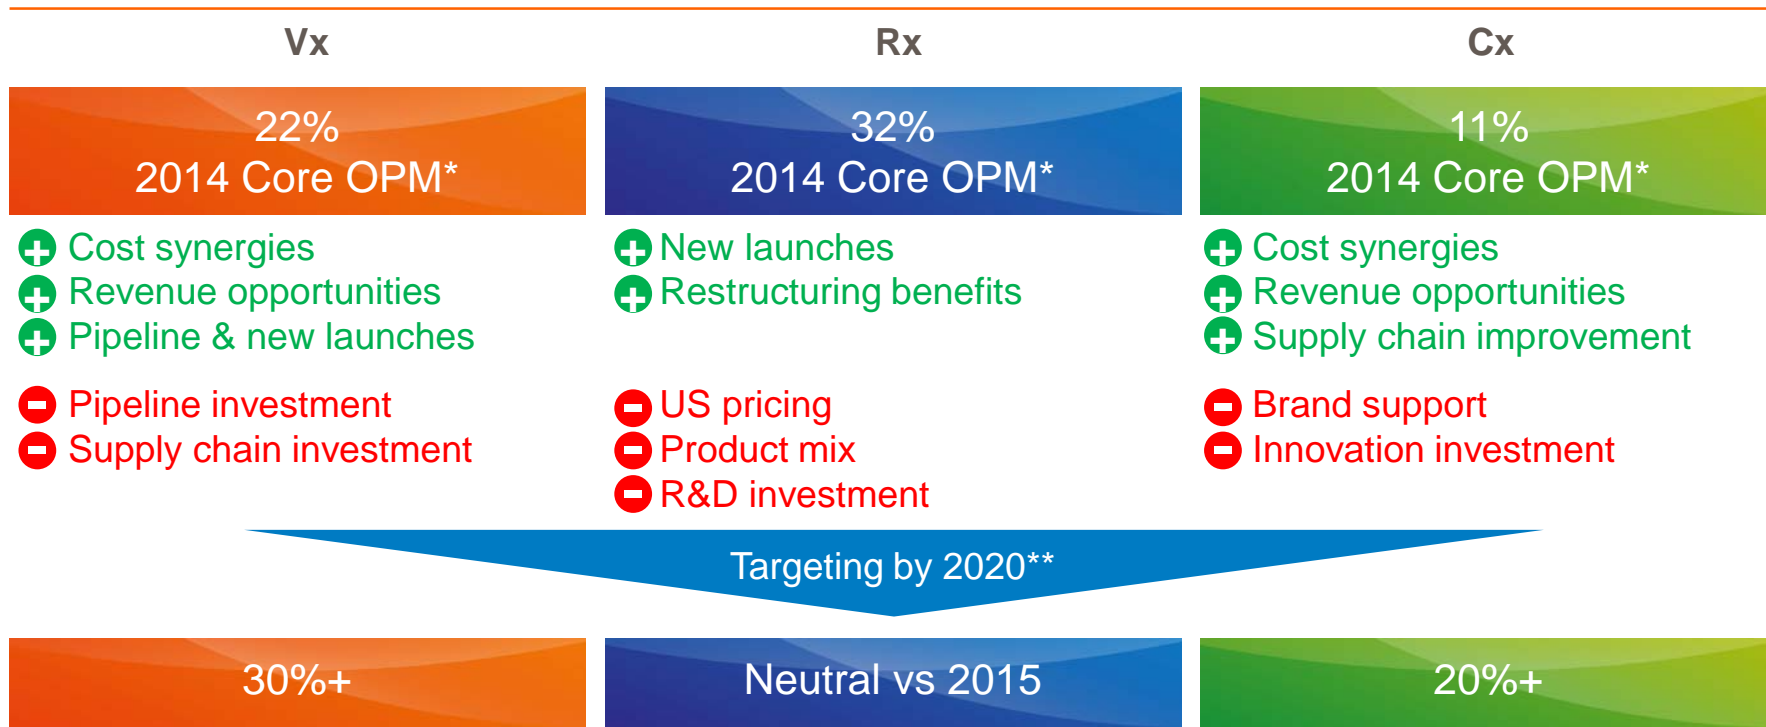 Vx
22%
2014 Core OPM*
Cost synergies
Revenue opportunities
Pipeline & new launches
Pipeline investment
Supply chain investment
Rx
32%
2014 Core OPM*
New launches
Restructuring benefits
US pricing
Product mix
R&D investment
Cx
11%
2014 Core OPM*
Cost synergies
Revenue opportunities
Supply chain improvement
Brand support
Innovation investment
Targeting by 2020**
30%+
Neutral vs 2015
20%+